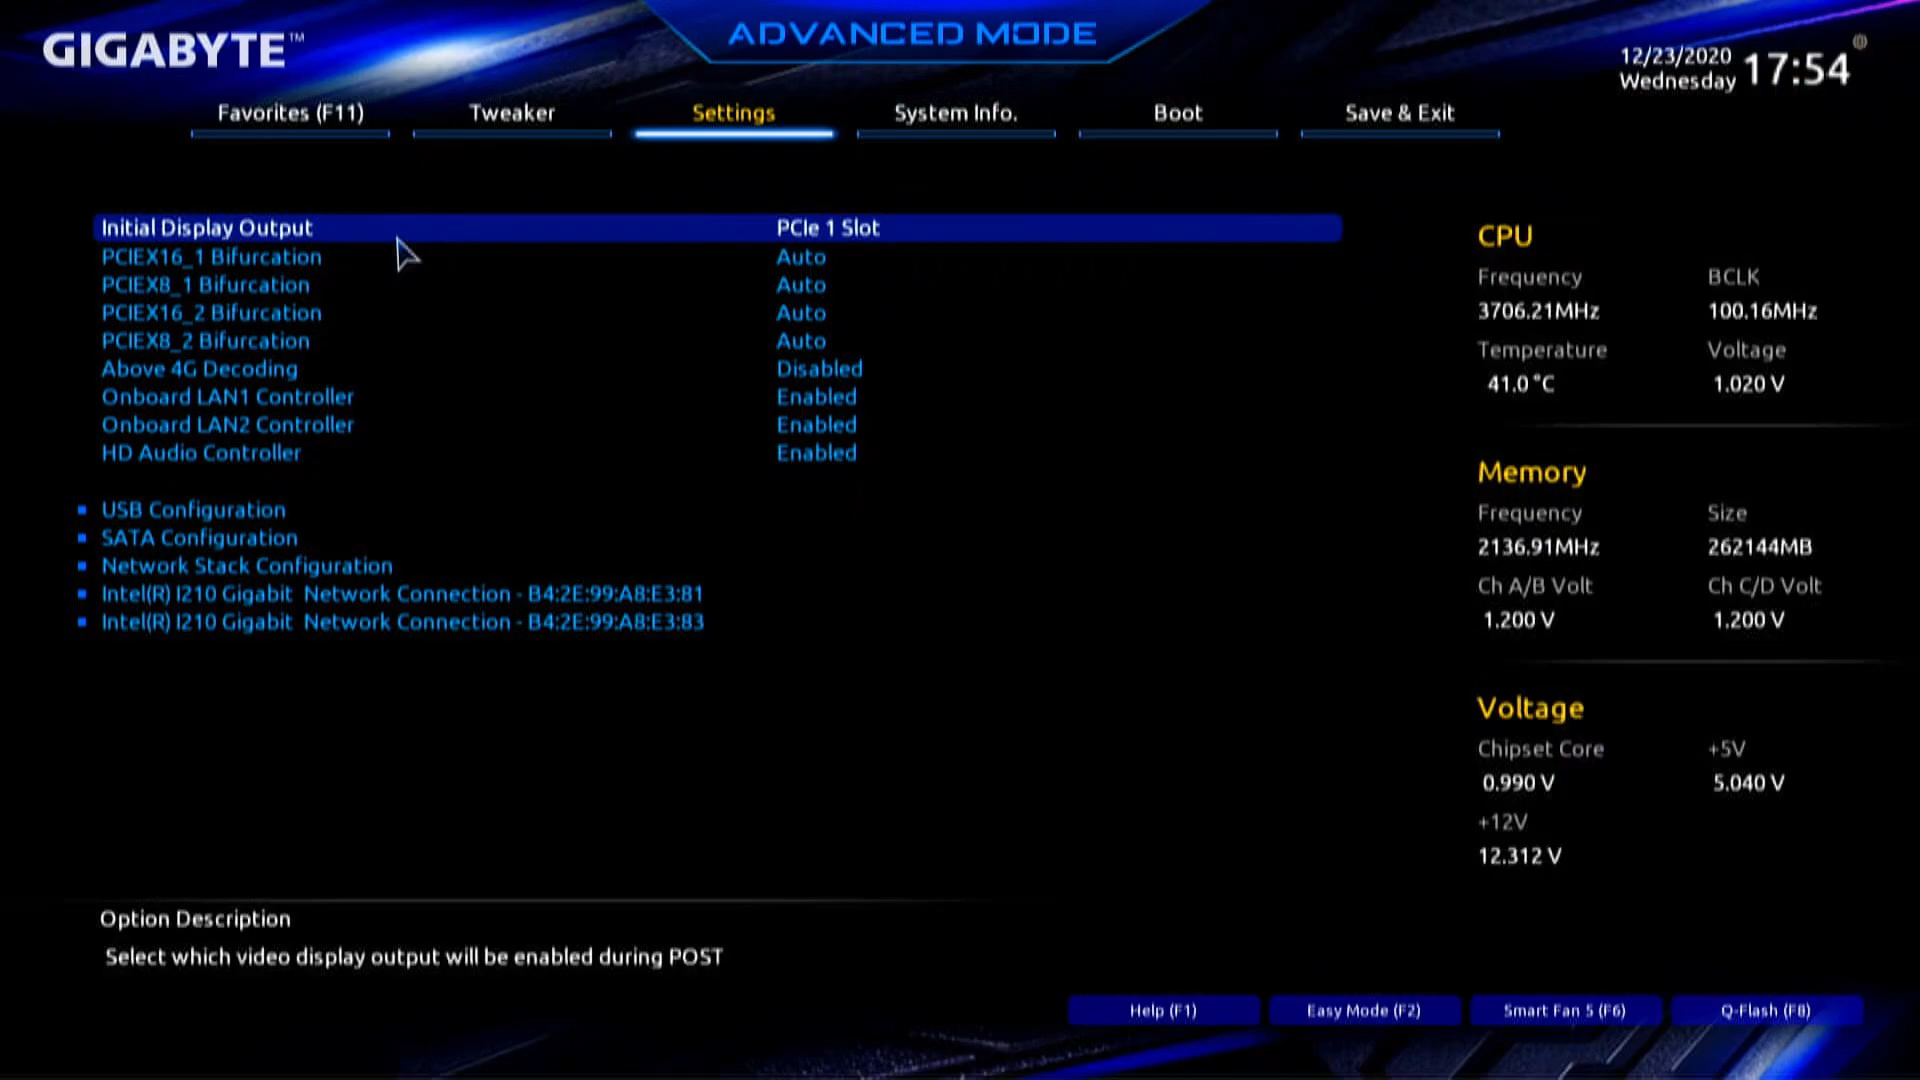 GIGABYTE™
ADVANCED MODE
12/23/2020
Wednesday
17:54
Favorites (F11) Tweaker Settings System Info. Boot Save & Exit
Initial Display Output PCIe 1 Slot
PCIEX16_1 Bifurcation Auto
PCIEX8_1 Bifurcation Auto
PCIEX16_2 Bifurcation Auto
PCIEX8_2 Bifurcation Auto
Above 4G Decoding Disabled
Onboard LAN1 Controller Enabled
Onboard LAN2 Controller Enabled
HD Audio Controller Enabled
USB Configuration
SATA Configuration
Network Stack Configuration
Intel(R) I210 Gigabit  Network Connection - B4:2E:99:A8:E3:81
Intel(R) I210 Gigabit  Network Connection - B4:2E:99:A8:E3:83
CPU
Frequency BCLK
3706.21MHz 100.16MHz
Temperature Voltage
41.0 °C 1.020 V
Memory
Frequency Size
2136.91MHz 262144MB
Ch A/B Volt Ch C/D Volt
1.200 V 1.200 V
Voltage
Chipset Core +5V
0.990 V 5.040 V
+12V
12.312 V
Option Description
Select which video display output will be enabled during POST
Help (F1) Easy Mode (F2) Smart Fan 5 (F6) Q-Flash (F8)